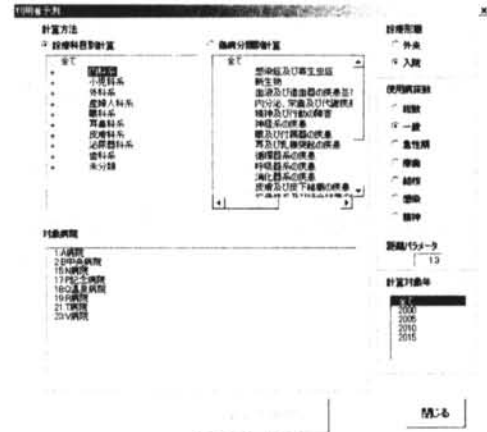 計算方法
診療科目別計算
全て
内科系
小児科系
外科系
産婦人科系
眼科系
耳鼻科系
皮膚科系
泌尿器科系
歯科系
未分類
傷病分類別計算
全て
感染症及び寄生虫症
新生物
血液及び造血器の疾患並び
内分泌、栄養及び代謝疾患
精神及び行動の障害
神経系の疾患
眼及び付属器の疾患
耳及び乳様突起の疾患
循環器系の疾患
呼吸器系の疾患
消化器系の疾患
皮膚及び皮下組織の疾患
診療形態
外来
入院
使用病床数
総数
一般
急性期
療養
結核
感染
精神
対象病院
1:A病院
2:B中央病院
15:N病院
17:P記念病院
18:Q温泉病院
19:R病院
21:T病院
23:V病院
距離パラメータ
1.3
計算対象年
全て
2000
2005
2010
2015
閉じる